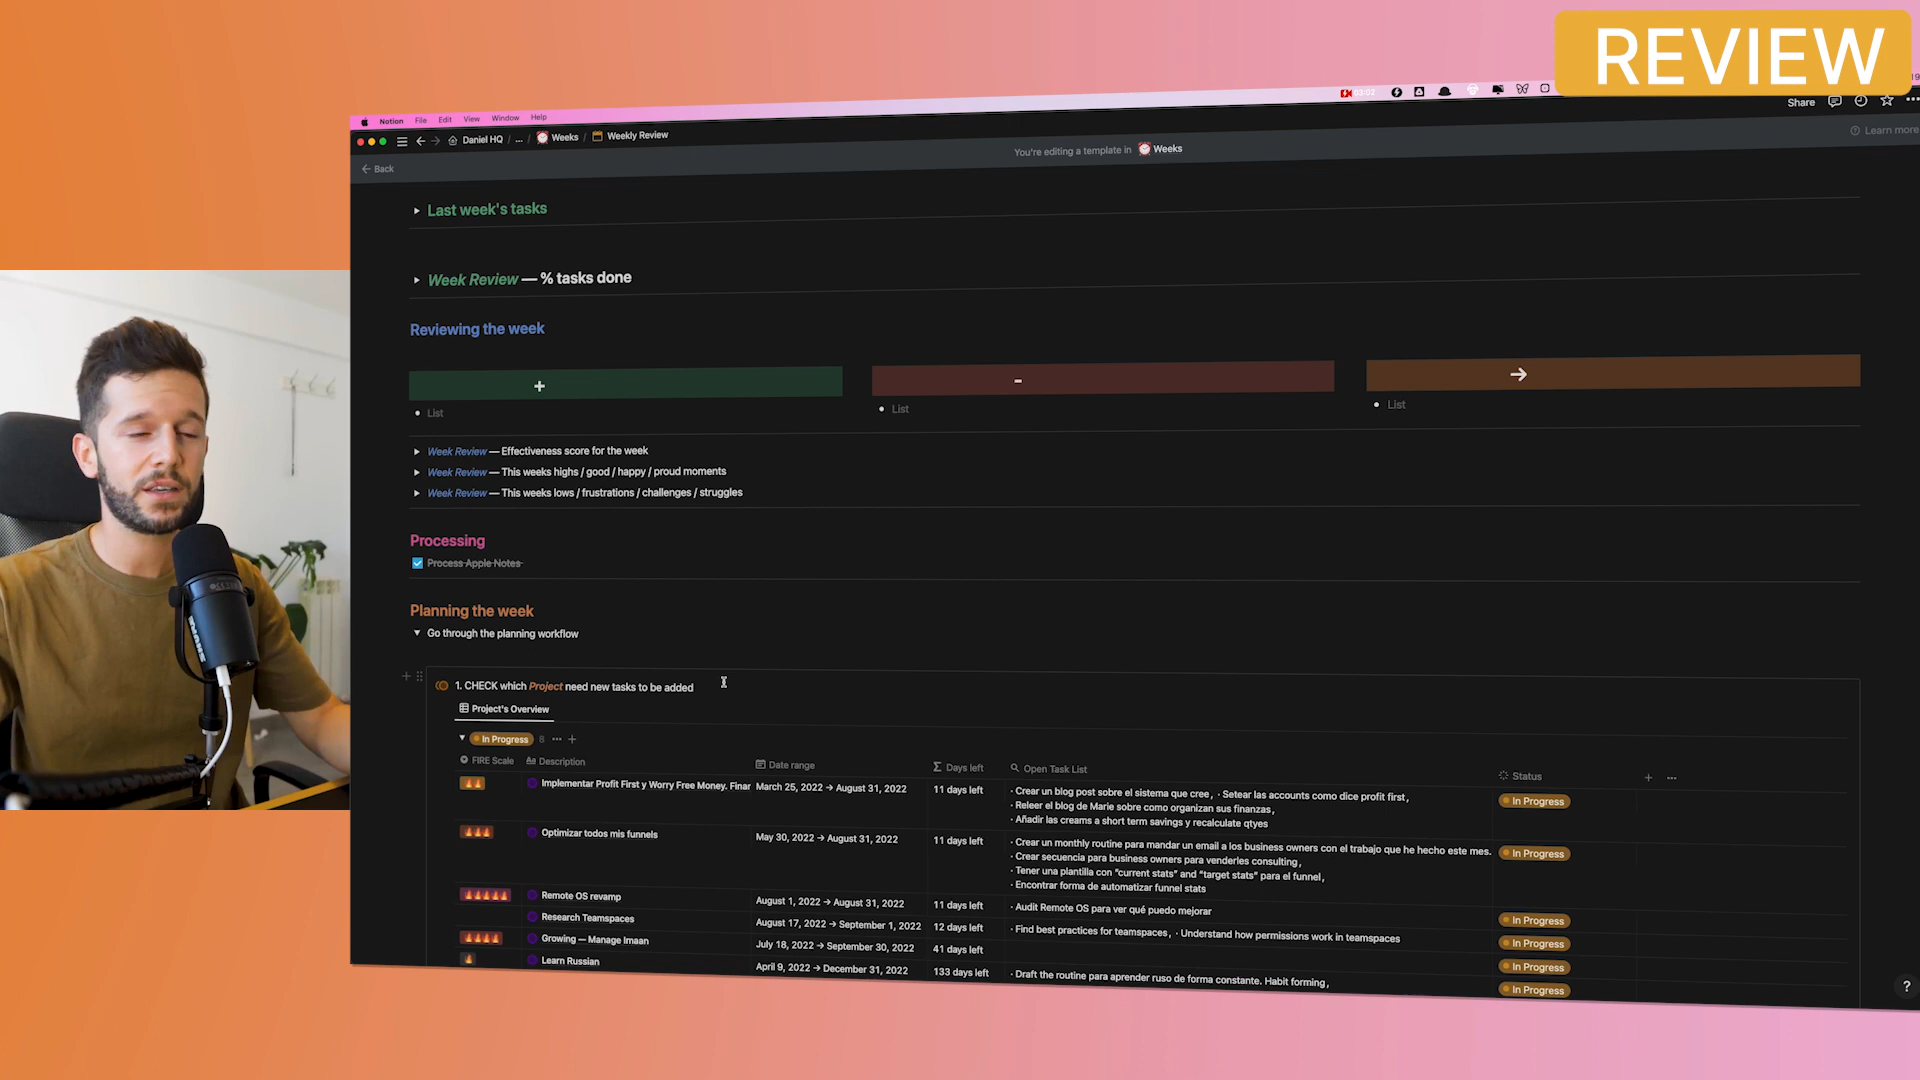 REVIEW
Notion File Edit View Window Help
Daniel HQ / ... / Weeks / Weekly Review
Share
Back
You're editing a template in Weeks
Learn more
Last week's tasks
Week Review — % tasks done
Reviewing the week
+ - →
List List List
Week Review — Effectiveness score for the week
Week Review — This weeks highs / good / happy / proud moments
Week Review — This weeks lows / frustrations / challenges / struggles
Processing
Process Apple Notes
Planning the week
Go through the planning workflow
1. CHECK which Project need new tasks to be added
Project's Overview
In Progress 8 ... +
FIRE Scale Description Date range Days left Open Task List Status + ...
Implementar Profit First y Worry Free Money. Finar March 25, 2022 → August 31, 2022 11 days left · Crear un blog post sobre el sistema que cree, · Setear las accounts como dice profit first, In Progress
· Releer el blog de Marie sobre como organizan sus finanzas,
· Añadir las creams a short term savings y recalculate qtyes
Optimizar todos mis funnels May 30, 2022 → August 31, 2022 11 days left · Crear un monthly routine para mandar un email a los business owners con el trabajo que he hecho este mes. In Progress
· Crear secuencia para business owners para venderles consulting,
· Tener una plantilla con “current stats” and “target stats” para el funnel,
· Encontrar forma de automatizar funnel stats
Remote OS revamp August 1, 2022 → August 31, 2022 11 days left · Audit Remote OS para ver qué puedo mejorar In Progress
Research Teamspaces August 17, 2022 → September 1, 2022 12 days left · Find best practices for teamspaces, · Understand how permissions work in teamspaces In Progress
Growing — Manage Imaan July 18, 2022 → September 30, 2022 41 days left In Progress
Learn Russian April 9, 2022 → December 31, 2022 133 days left · Draft the routine para aprender ruso de forma constante. Habit forming, In Progress
?